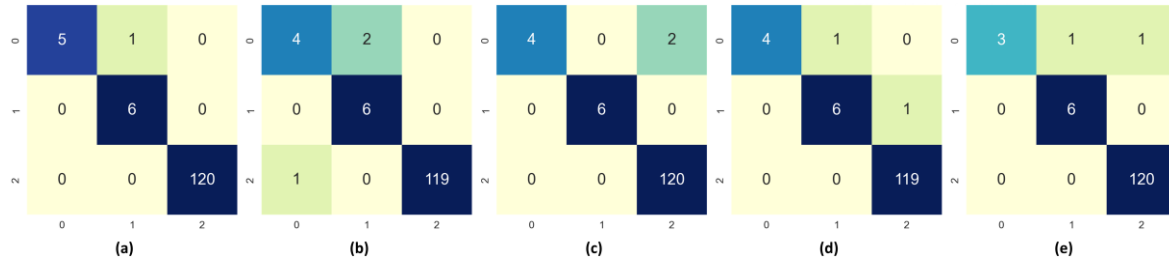 0 5 1 0 0 4 2 0 0 4 0 2 0 4 1 0 0 3 1 1
1 0 6 0 1 0 6 0 1 0 6 0 1 0 6 1 1 0 6 0
2 0 0 120 2 1 0 119 2 0 0 120 2 0 0 119 2 0 0 120
0 1 2 0 1 2 0 1 2 0 1 2 0 1 2
(a) (b) (c) (d) (e)